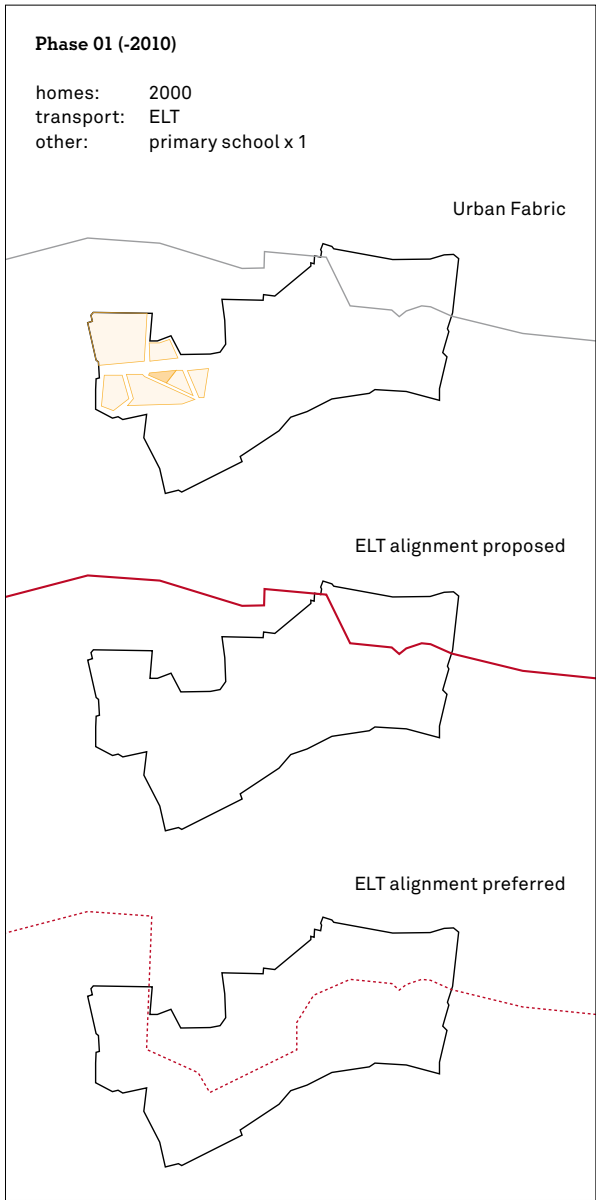 Phase 01 (-2010)
homes: 2000
transport: ELT
other: primary school x 1
Urban Fabric
ELT alignment proposed
ELT alignment preferred